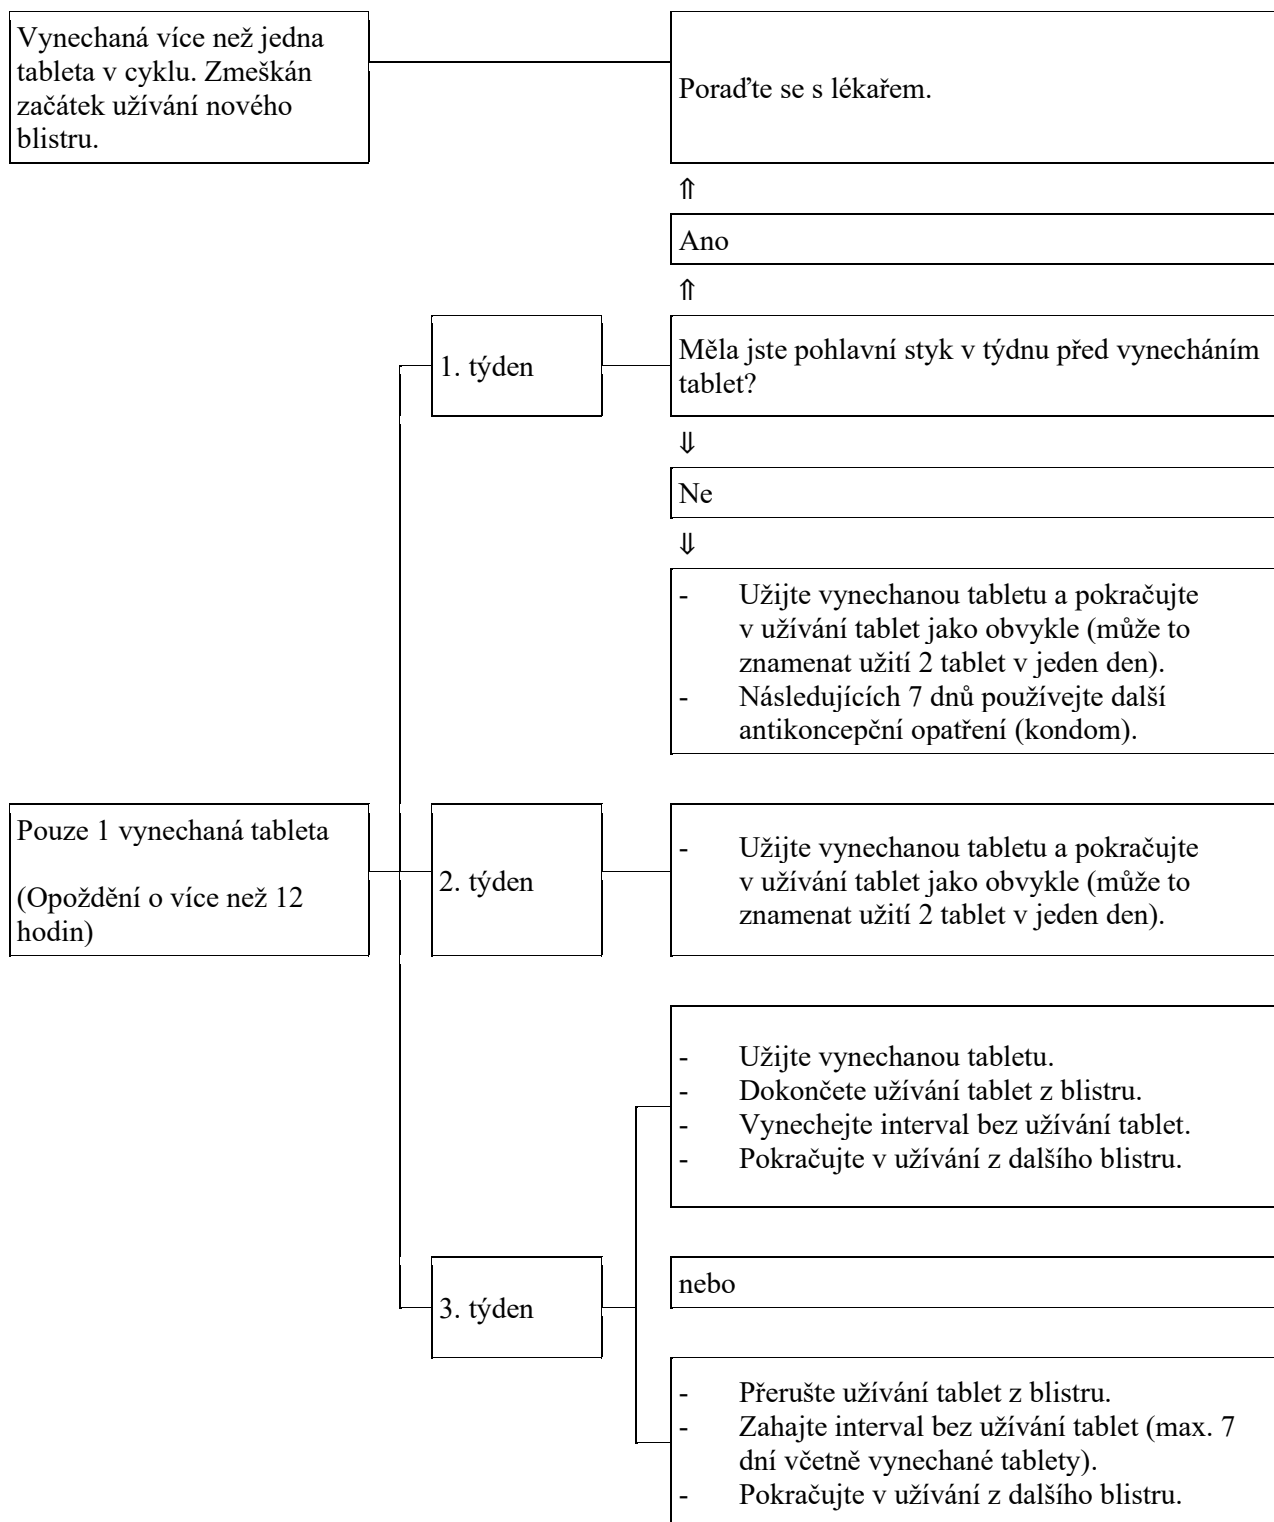 Vynechaná více než jedna
tableta v cyklu. Zmeškán
začátek užívání nového
blistru.
Poraďte se s lékařem.
⇑
Ano
⇑
1. týden
Měla jste pohlavní styk v týdnu před vynecháním
tablet?
⇓
Ne
⇓
- Užijte vynechanou tabletu a pokračujte
v užívání tablet jako obvykle (může to
znamenat užití 2 tablet v jeden den).
- Následujících 7 dnů používejte další
antikoncepční opatření (kondom).
Pouze 1 vynechaná tableta
(Opoždění o více než 12
hodin)
2. týden
- Užijte vynechanou tabletu a pokračujte
v užívání tablet jako obvykle (může to
znamenat užití 2 tablet v jeden den).
- Užijte vynechanou tabletu.
- Dokončete užívání tablet z blistru.
- Vynechejte interval bez užívání tablet.
- Pokračujte v užívání z dalšího blistru.
3. týden
nebo
- Přerušte užívání tablet z blistru.
- Zahajte interval bez užívání tablet (max. 7
dní včetně vynechané tablety).
- Pokračujte v užívání z dalšího blistru.